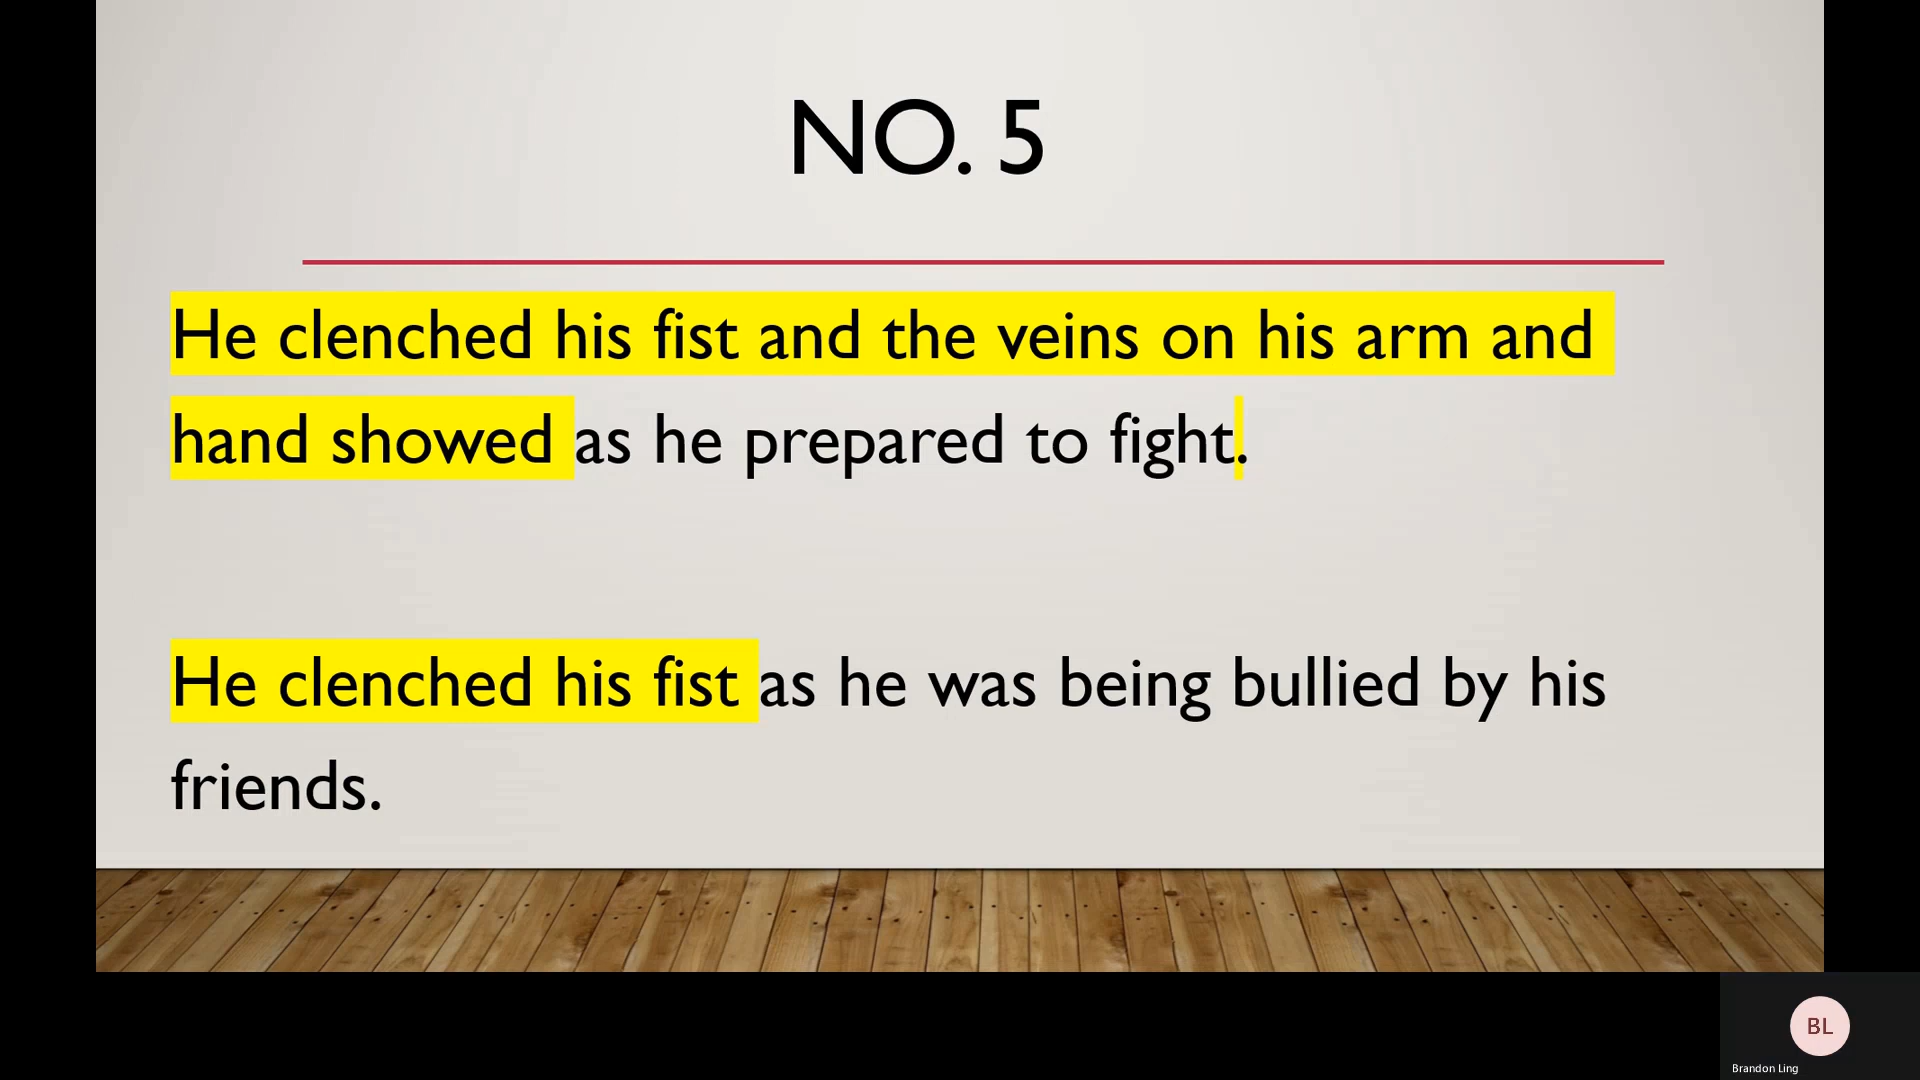 NO. 5
He clenched his fist and the veins on his arm and
hand showed as he prepared to fight.
He clenched his fist as he was being bullied by his
friends.
BL
Brandon Ling